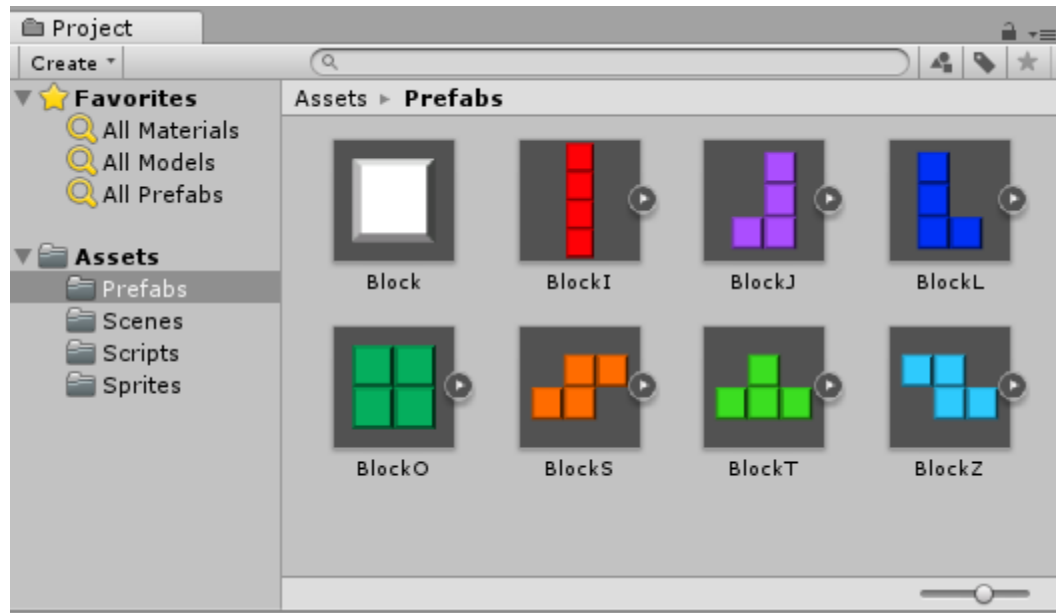 Project
Create
Favorites
All Materials
All Models
All Prefabs
Assets
Prefabs
Scenes
Scripts
Sprites
Assets Prefabs
Block BlockI BlockJ BlockL
BlockO BlockS BlockT BlockZ